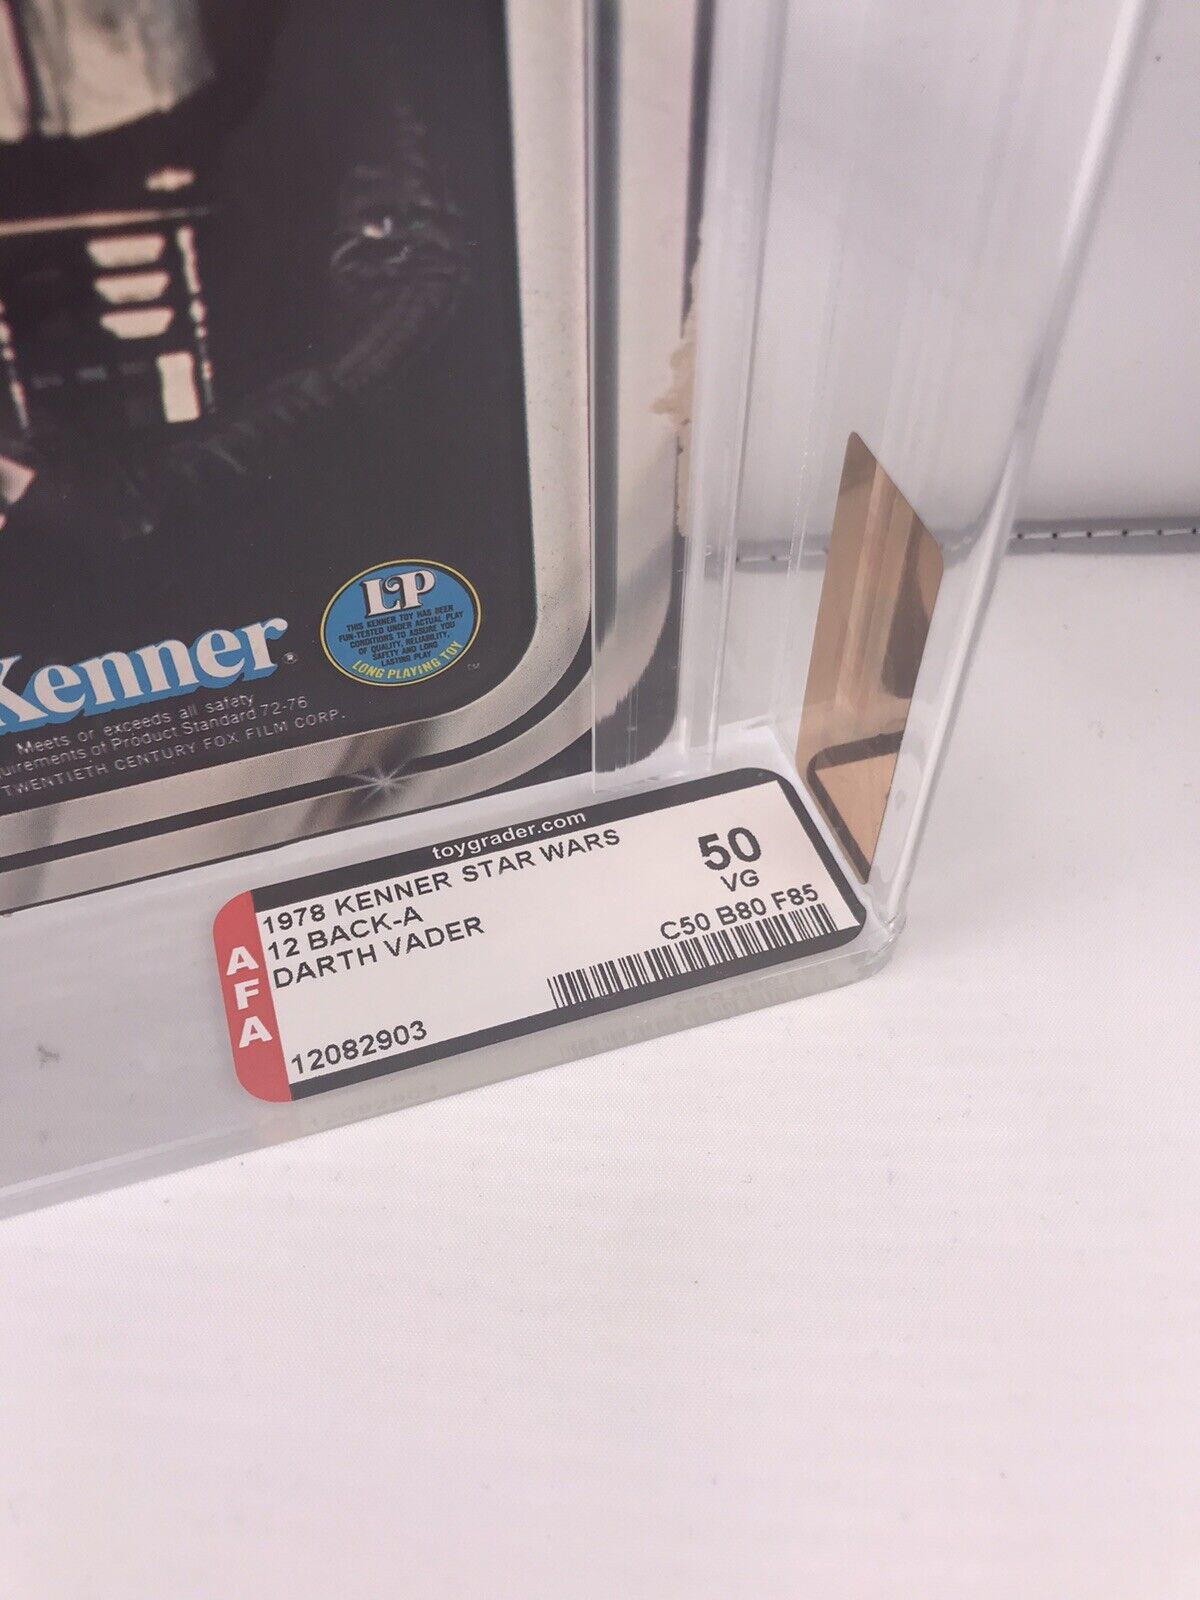 Kenner®
Meets or exceeds all safety
quirements of Product Standard 72-76
TWENTIETH CENTURY FOX FILM CORP.
LP
THIS KENNER TOY HAS BEEN
FUN-TESTED UNDER ACTUAL PLAY
CONDITIONS TO ASSURE YOU
OF QUALITY, RELIABILITY,
SAFETY AND LONG
LASTING PLAY
LONG PLAYING TOY
TM
toygrader.com
AFA
1978 KENNER STAR WARS
12 BACK-A
DARTH VADER
12082903
50
VG
C50 B80 F85